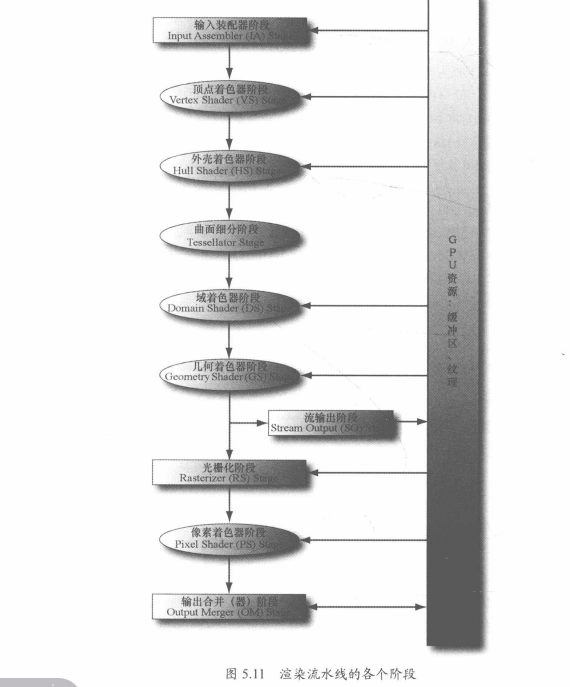 输入装配器阶段
Input Assembler (IA) Stage
顶点着色器阶段
Vertex Shader (VS) Stage
外壳着色器阶段
Hull Shader (HS) Stage
曲面细分阶段
Tessellator Stage
域着色器阶段
Domain Shader (DS) Stage
几何着色器阶段
Geometry Shader (GS) Stage
流输出阶段
Stream Output (SO)
光栅化阶段
Rasterizer (RS) Stage
像素着色器阶段
Pixel Shader (PS) Stage
输出合并（器）阶段
Output Merger (OM) Stage
GPU资源：缓冲区、纹理
图 5.11 渲染流水线的各个阶段